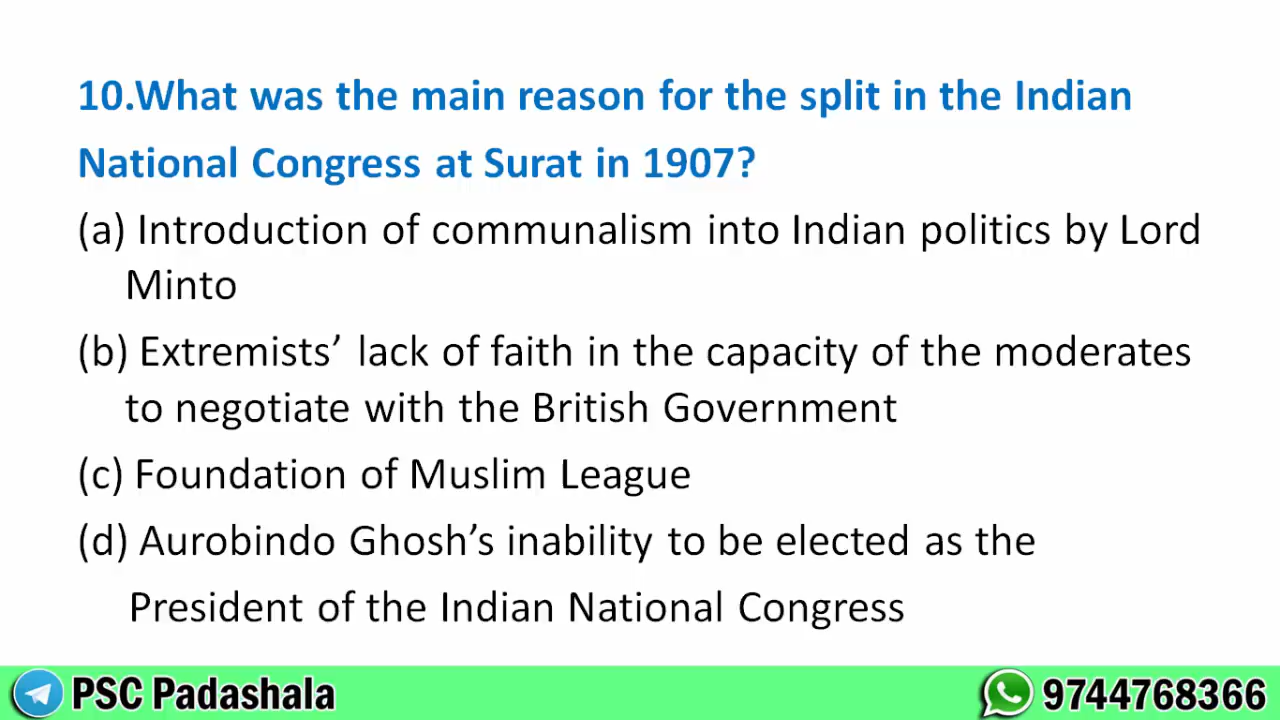 10.What was the main reason for the split in the Indian
National Congress at Surat in 1907?
(a) Introduction of communalism into Indian politics by Lord
Minto
(b) Extremists’ lack of faith in the capacity of the moderates
to negotiate with the British Government
(c) Foundation of Muslim League
(d) Aurobindo Ghosh’s inability to be elected as the
President of the Indian National Congress
PSC Padashala
9744768366